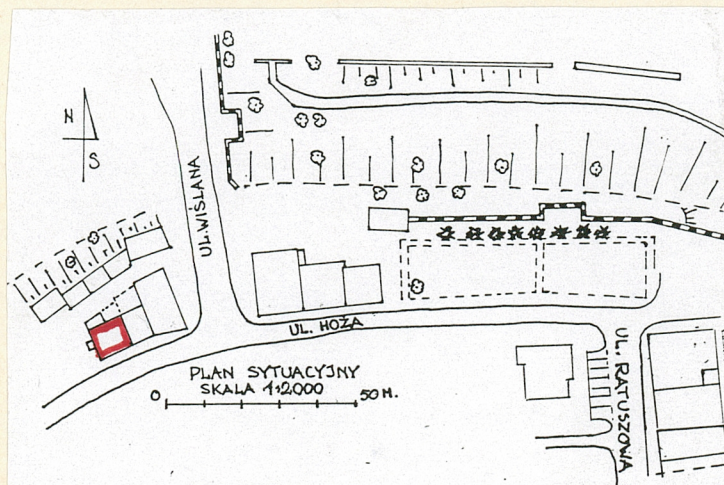 N
S
UL. WIŚLANA
UL. HOŻA
PLAN SYTUACYJNY
SKALA 1:2000
0 50 M.
UL. RATUSZOWA